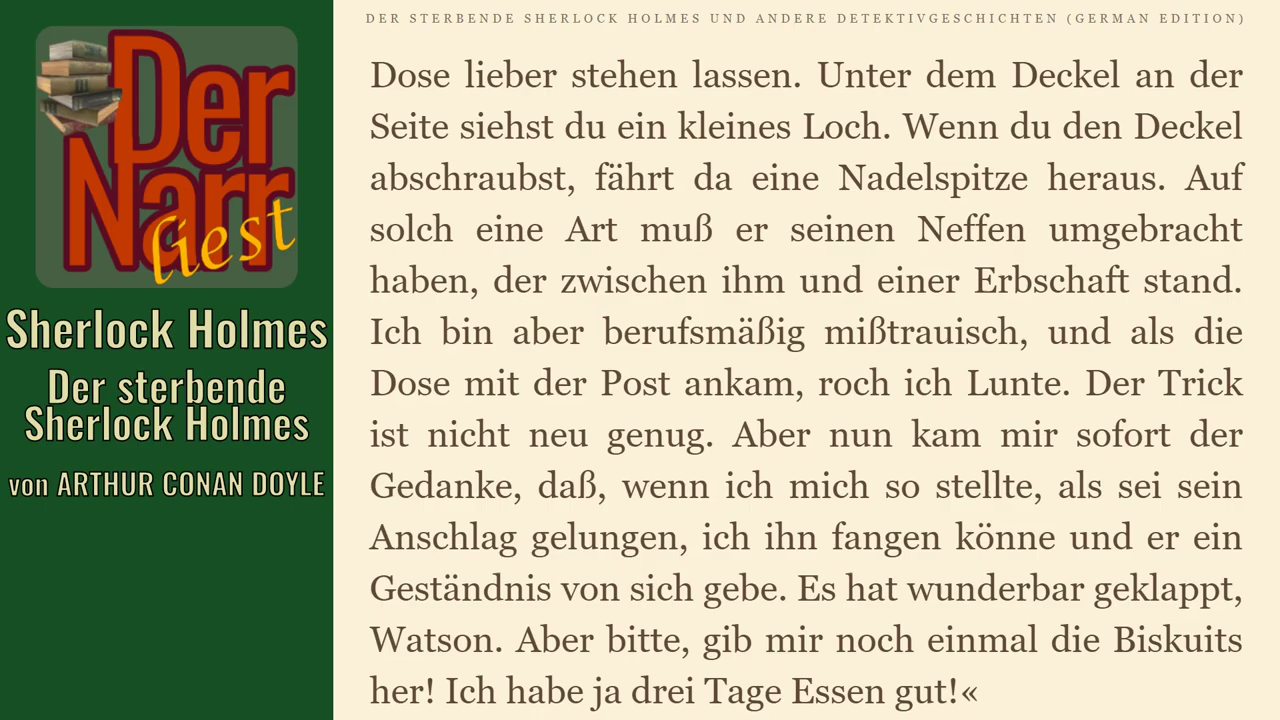 Der
Narr
liest
Sherlock Holmes
Der sterbende
Sherlock Holmes
von ARTHUR CONAN DOYLE
DER STERBENDE SHERLOCK HOLMES UND ANDERE DETEKTIVGESCHICHTEN (GERMAN EDITION)
Dose lieber stehen lassen. Unter dem Deckel an der
Seite siehst du ein kleines Loch. Wenn du den Deckel
abschraubst, fährt da eine Nadelspitze heraus. Auf
solch eine Art muß er seinen Neffen umgebracht
haben, der zwischen ihm und einer Erbschaft stand.
Ich bin aber berufsmäßig mißtrauisch, und als die
Dose mit der Post ankam, roch ich Lunte. Der Trick
ist nicht neu genug. Aber nun kam mir sofort der
Gedanke, daß, wenn ich mich so stellte, als sei sein
Anschlag gelungen, ich ihn fangen könne und er ein
Geständnis von sich gebe. Es hat wunderbar geklappt,
Watson. Aber bitte, gib mir noch einmal die Biskuits
her! Ich habe ja drei Tage Essen gut!«